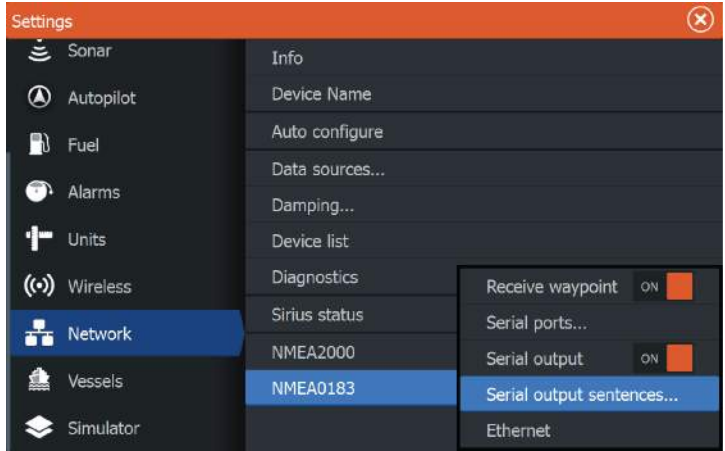 Settings
Sonar
Autopilot
Fuel
Alarms
Units
Wireless
Network
Vessels
Simulator
Info
Device Name
Auto configure
Data sources...
Damping...
Device list
Diagnostics
Sirius status
NMEA2000
NMEA0183
Receive waypoint ON
Serial ports...
Serial output ON
Serial output sentences...
Ethernet